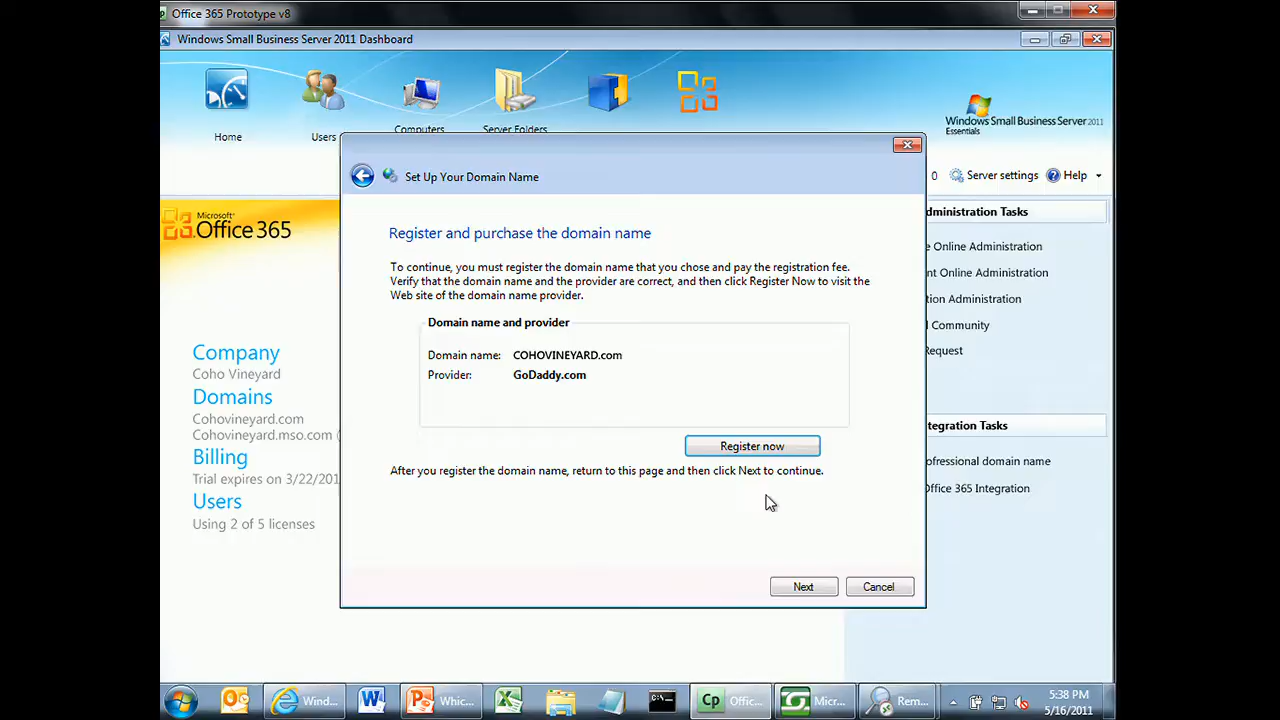 Office 365 Prototype v8
Windows Small Business Server 2011 Dashboard
Home
Users
Computers
Server Folders
Windows Small Business Server 2011
Essentials
0
Server settings
Help
Set Up Your Domain Name
Microsoft®
Office 365
Company
Coho Vineyard
Domains
Cohovineyard.com
Cohovineyard.mso.com (
Billing
Trial expires on 3/22/201
Users
Using 2 of 5 licenses
Register and purchase the domain name
To continue, you must register the domain name that you chose and pay the registration fee.
Verify that the domain name and the provider are correct, and then click Register Now to visit the
Web site of the domain name provider.
Domain name and provider
Domain name: COHOVINEYARD.com
Provider: GoDaddy.com
Register now
After you register the domain name, return to this page and then click Next to continue.
Next
Cancel
dministration Tasks
e Online Administration
nt Online Administration
tion Administration
l Community
Request
tegration Tasks
ofessional domain name
Office 365 Integration
Wind...
Whic...
Cp
Offic...
Micr...
Rem...
5:38 PM
5/16/2011